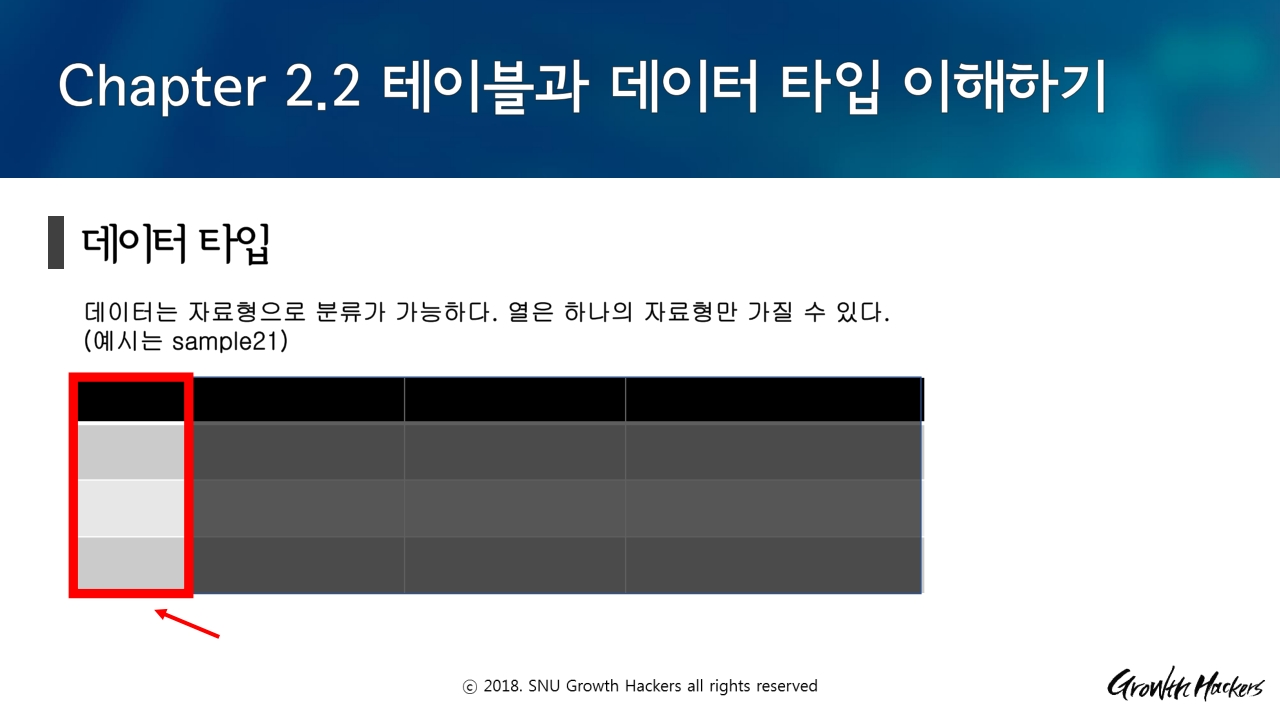 Chapter 2.2 테이블과 데이터 타입 이해하기
데이터 타입
데이터는 자료형으로 분류가 가능하다. 열은 하나의 자료형만 가질 수 있다.
(예시는 sample21)
ⓒ 2018. SNU Growth Hackers all rights reserved
Growth Hackers